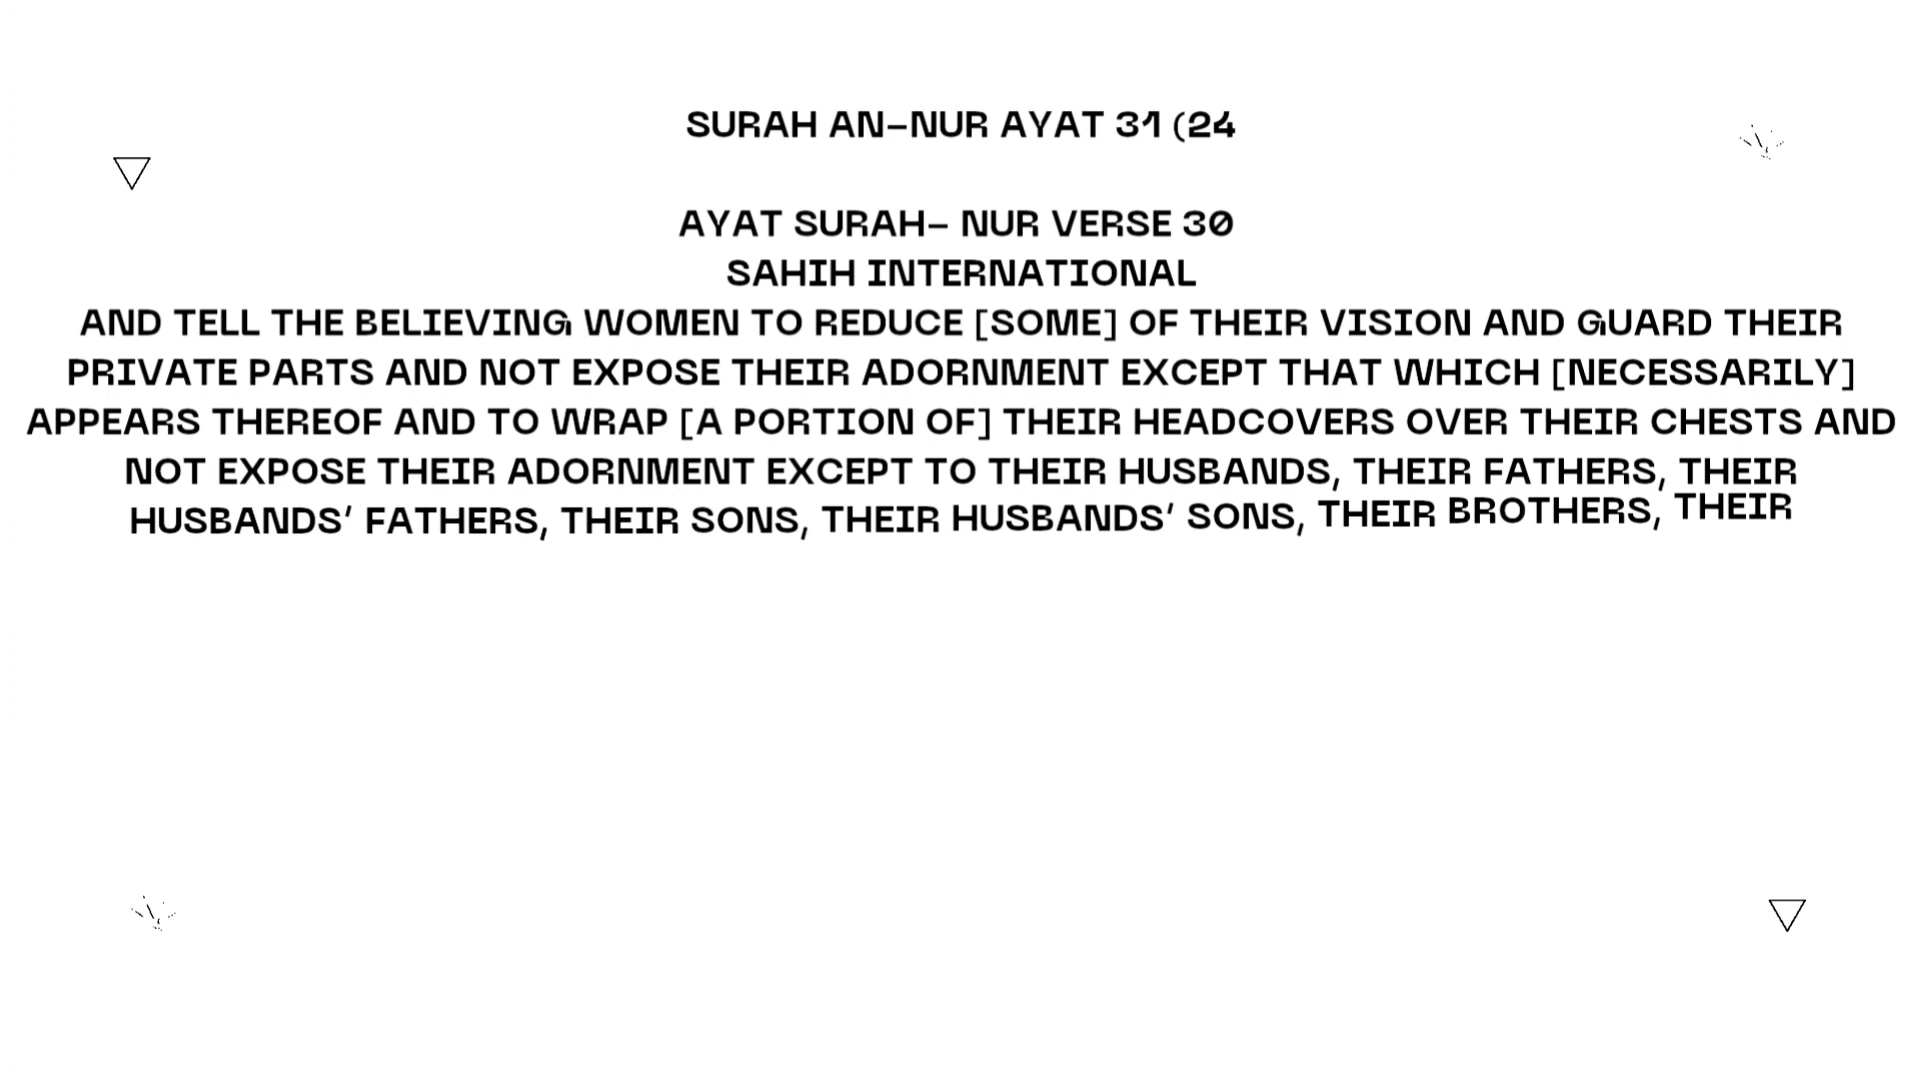 SURAH AN–NUR AYAT 31 (24
AYAT SURAH– NUR VERSE 30
SAHIH INTERNATIONAL
AND TELL THE BELIEVING WOMEN TO REDUCE [SOME] OF THEIR VISION AND GUARD THEIR
PRIVATE PARTS AND NOT EXPOSE THEIR ADORNMENT EXCEPT THAT WHICH [NECESSARILY]
APPEARS THEREOF AND TO WRAP [A PORTION OF] THEIR HEADCOVERS OVER THEIR CHESTS AND
NOT EXPOSE THEIR ADORNMENT EXCEPT TO THEIR HUSBANDS, THEIR FATHERS, THEIR
HUSBANDS’ FATHERS, THEIR SONS, THEIR HUSBANDS’ SONS, THEIR BROTHERS, THEIR